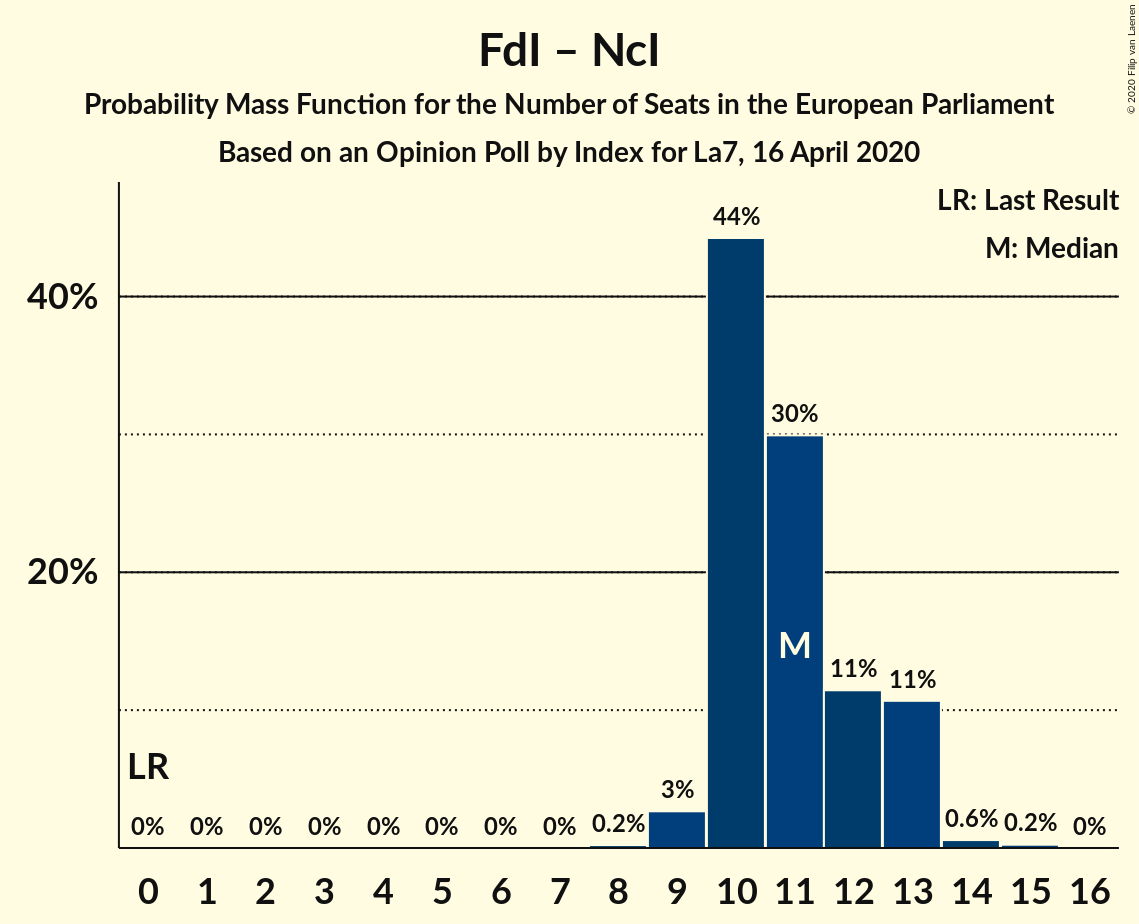 FdI – NcI
Probability Mass Function for the Number of Seats in the European Parliament
Based on an Opinion Poll by Index for La7, 16 April 2020
© 2020 Filip van Laenen
LR: Last Result
M: Median
40%
20%
44%
30%
M
11%
11%
LR
3%
0% 0% 0% 0% 0% 0% 0% 0% 0.2% 0.6% 0.2% 0%
0 1 2 3 4 5 6 7 8 9 10 11 12 13 14 15 16